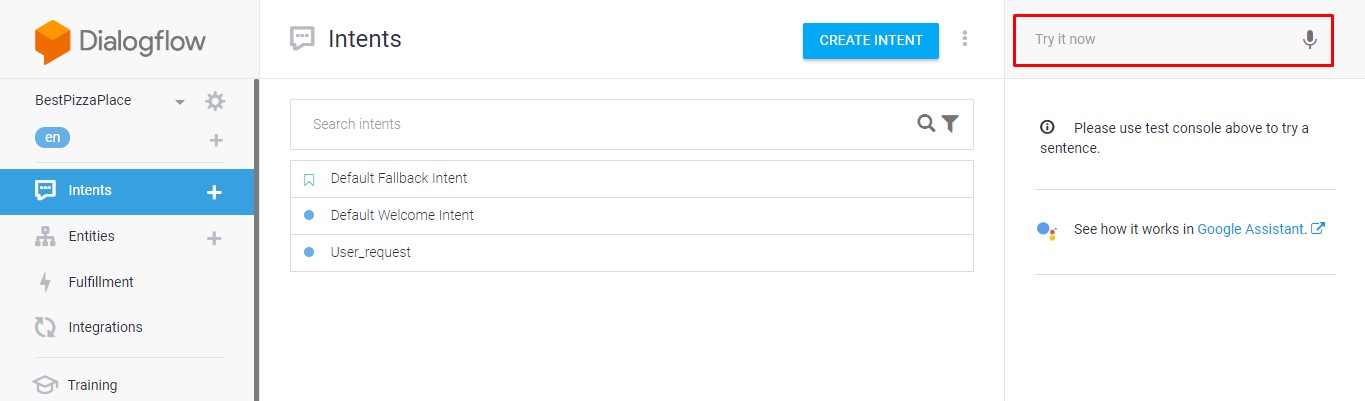 Dialogflow
Intents
CREATE INTENT
Try it now
BestPizzaPlace
en
Intents
Entities
Fulfillment
Integrations
Training
Search intents
Default Fallback Intent
Default Welcome Intent
User_request
Please use test console above to try a
sentence.
See how it works in Google Assistant.